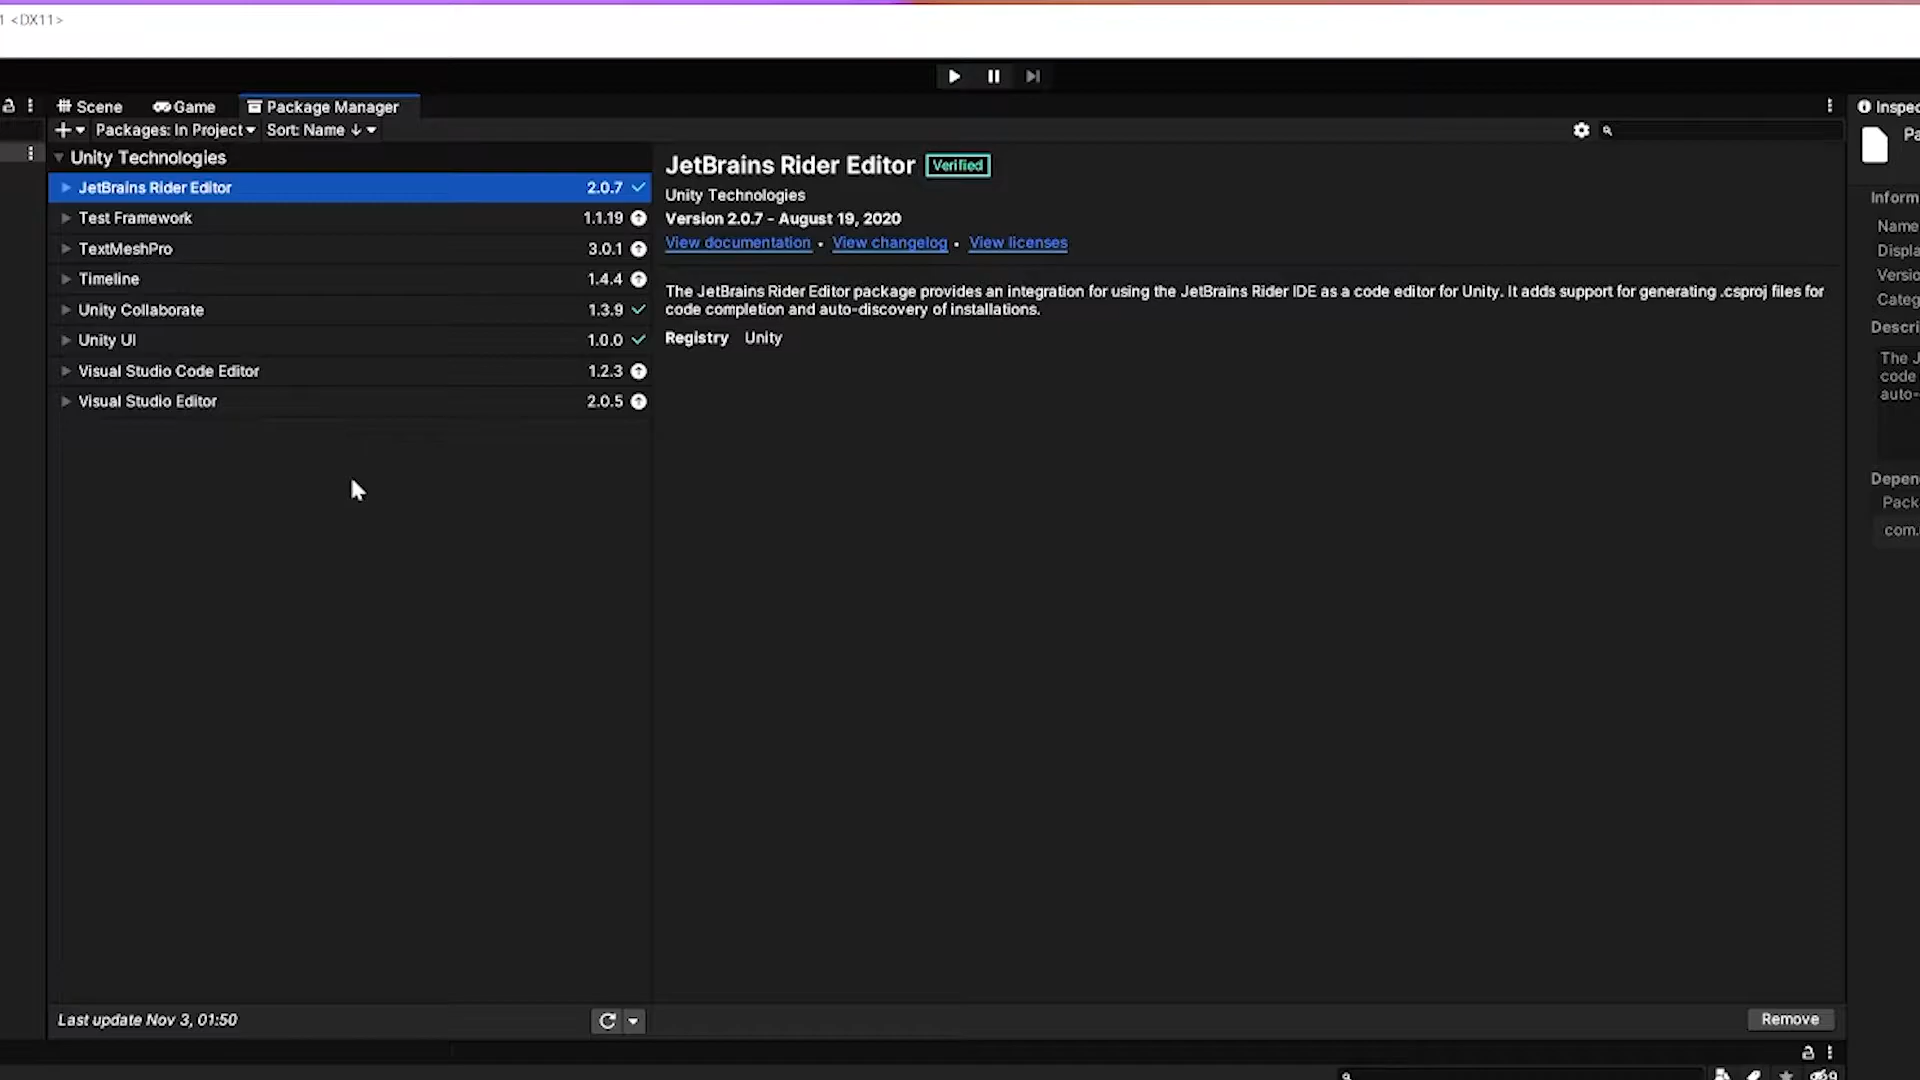 1 <DX11>
Scene Game Package Manager
Packages: In Project Sort: Name ↓
Unity Technologies
JetBrains Rider Editor 2.0.7
Test Framework 1.1.19
TextMeshPro 3.0.1
Timeline 1.4.4
Unity Collaborate 1.3.9
Unity UI 1.0.0
Visual Studio Code Editor 1.2.3
Visual Studio Editor 2.0.5
Last update Nov 3, 01:50
JetBrains Rider Editor Verified
Unity Technologies
Version 2.0.7 - August 19, 2020
View documentation • View changelog • View licenses
The JetBrains Rider Editor package provides an integration for using the JetBrains Rider IDE as a code editor for Unity. It adds support for generating .csproj files for
code completion and auto-discovery of installations.
Registry Unity
Remove
Inspec
Pa
Inform
Name
Displa
Versio
Categ
Descri
The J
code
auto-
Depen
Pack
com.
9